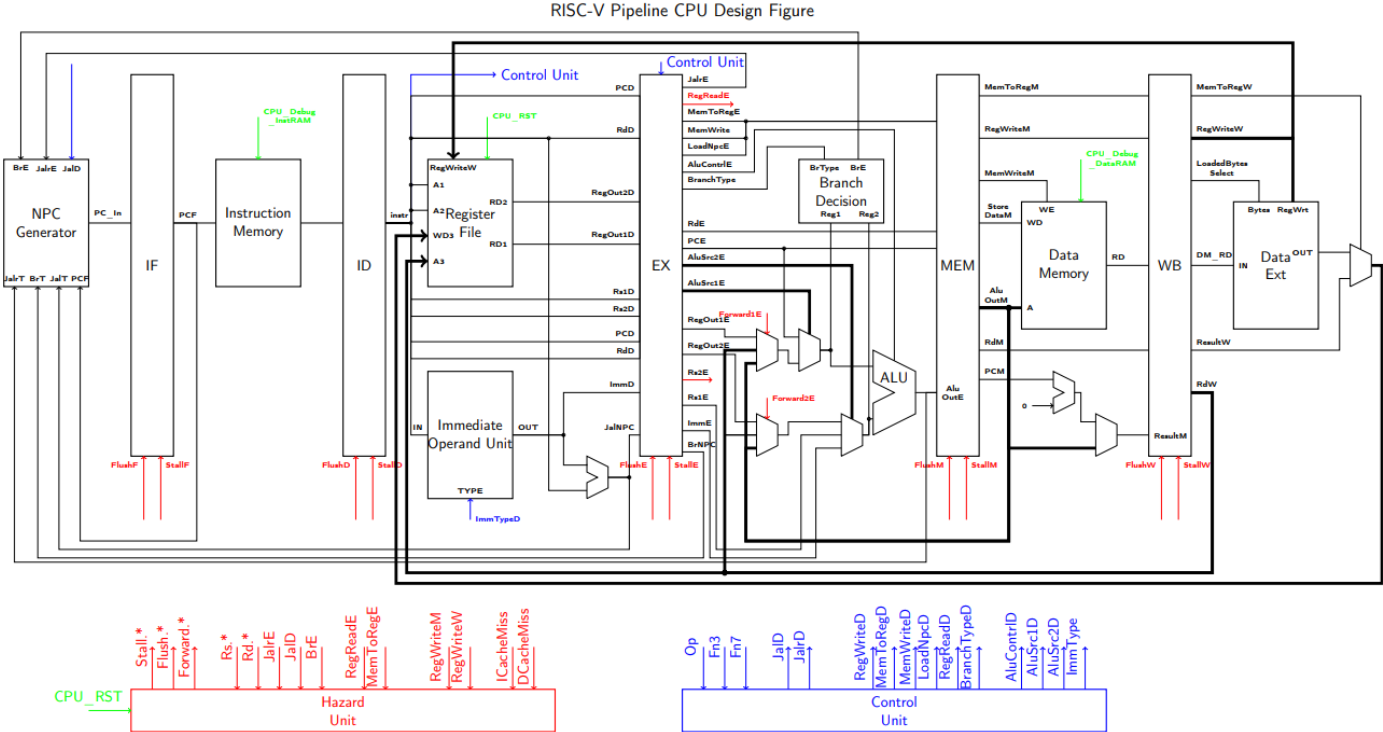 RISC-V Pipeline CPU Design Figure
BrE JalrE JalD
NPC
Generator
JalrT BrT JalT PCF
PC_In
IF
FlushF StallF
PCF
CPU_Debug
_InstRAM
Instruction
Memory
ID
FlushD StallD
instr
Control Unit
CPU_RST
RegWriteW
A1
A2
WD3
A3
RD2
RD1
Register
File
IN
Immediate
Operand Unit
OUT
TYPE
ImmTypeD
PCD
RdD
RegOut2D
RegOut1D
Rs1D
Rs2D
PCD
RdD
ImmD
JalNPC
Control Unit
EX
FlushE StallE
JalrE
RegReadE
MemToRegE
MemWrite
LoadNpcE
AluContrlE
BranchType
RdE
PCE
AluSrc2E
AluSrc1E
RegOut1E
RegOut2E
Rs2E
Rs1E
ImmE
BrNPC
Forward1E
Forward2E
BrType BrE
Branch
Decision
Reg1 Reg2
ALU
MEM
Alu
OutE
FlushM StallM
MemToRegM
RegWriteM
MemWriteM
Store
DataM
Alu
OutM
RdM
PCM
0
CPU_Debug
_DataRAM
WE
WD
Data
Memory
RD
A
WB
ResultM
FlushW StallW
MemToRegW
RegWriteW
LoadedBytes
Select
DM_RD
ResultW
RdW
Bytes RegWrt
IN
Data
Ext
OUT
CPU_RST
Stall.*
Flush.*
Forward.*
Rs.*
Rd.*
JalrE
JalD
BrE
RegReadE
MemToRegE
RegWriteM
RegWriteW
ICacheMiss
DCacheMiss
Hazard
Unit
Op
Fn3
Fn7
JalD
JalrD
RegWriteD
MemToRegD
MemWriteD
LoadNpcD
RegReadD
BranchTypeD
AluContrlD
AluSrc1D
AluSrc2D
ImmType
Control
Unit